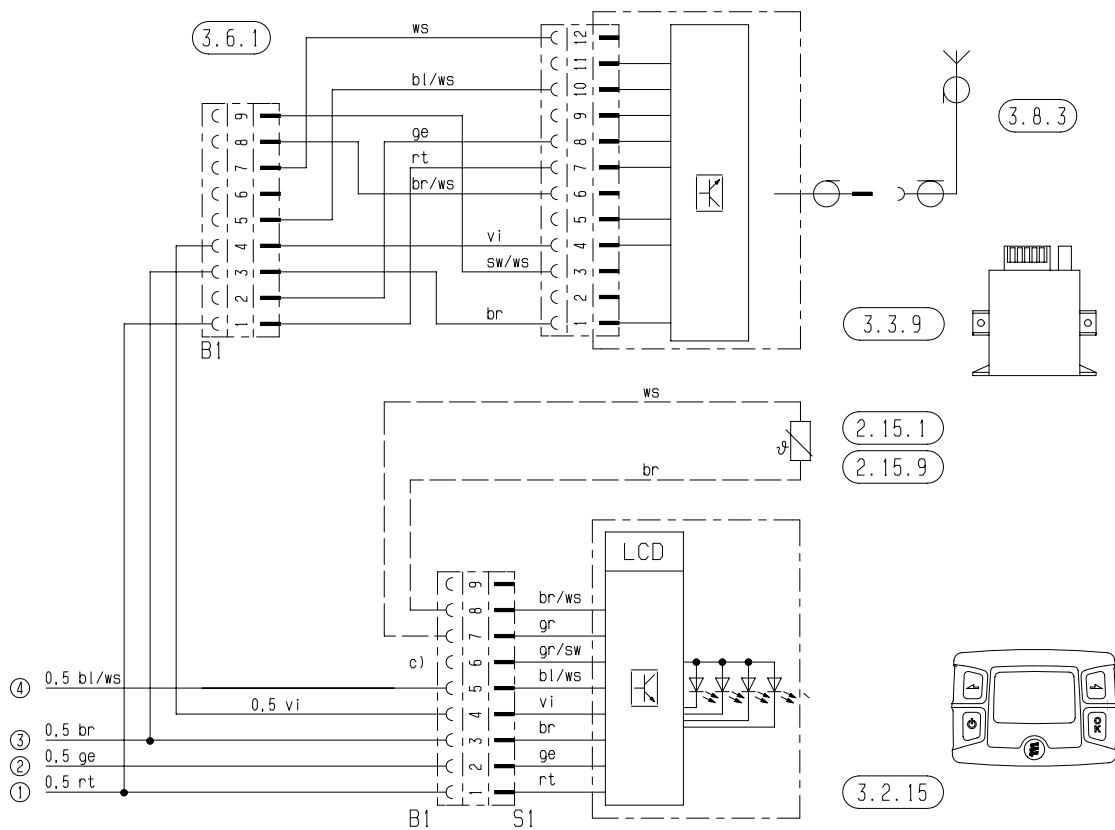 3.6.1
ws
bl/ws
ge
rt
br/ws
vi
sw/ws
br
9
8
7
6
5
4
3
2
1
B1
12
11
10
9
8
7
6
5
4
3
2
1
3.8.3
3.3.9
ws
ϑ
br
2.15.1
2.15.9
LCD
9
8
7
6
5
4
3
2
1
c)
br/ws
gr
gr/sw
bl/ws
vi
br
ge
rt
4 0,5 bl/ws
0,5 vi
3 0,5 br
2 0,5 ge
1 0,5 rt
B1 S1
OK
3.2.15